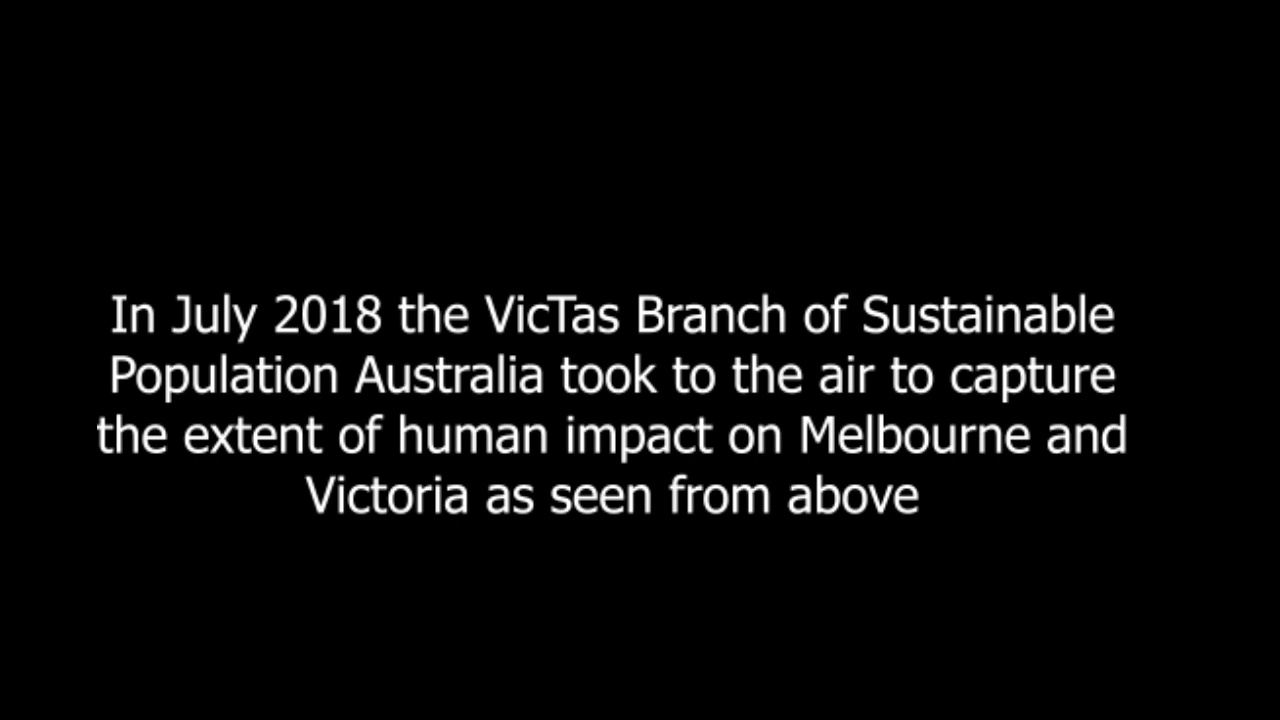 In July 2018 the VicTas Branch of Sustainable
Population Australia took to the air to capture
the extent of human impact on Melbourne and
Victoria as seen from above